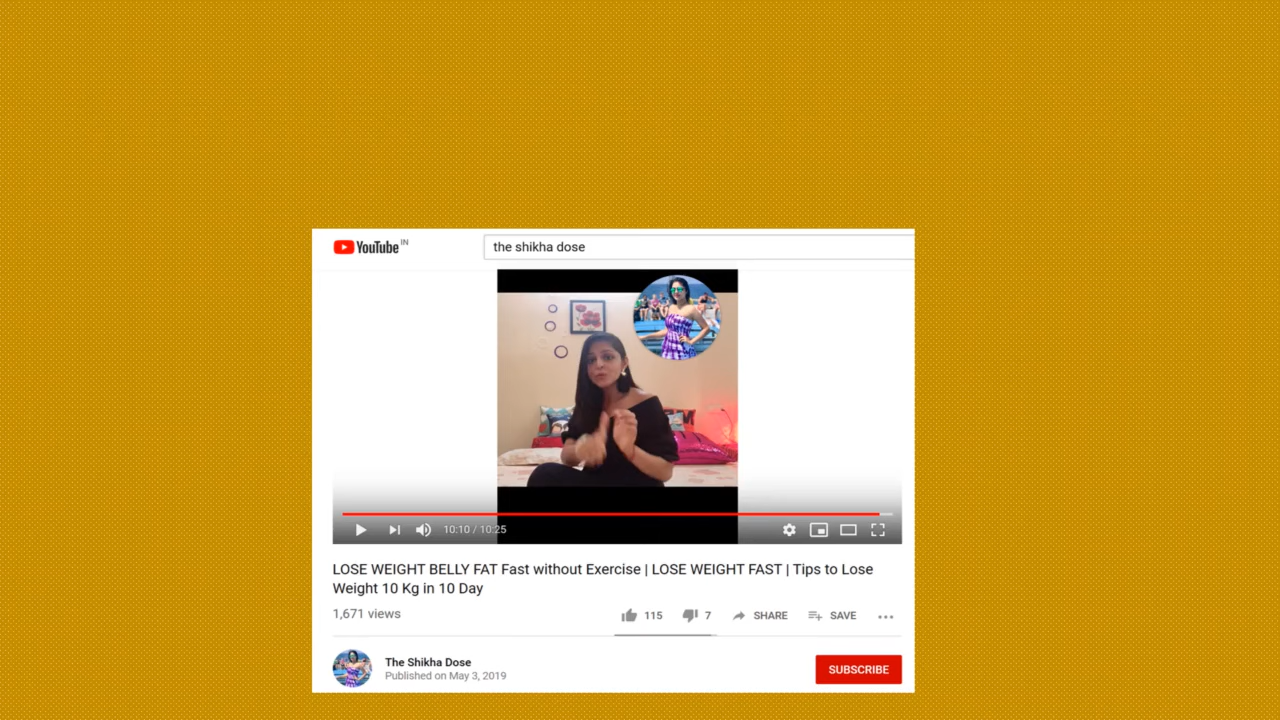 YouTube IN
the shikha dose
10:10 / 10:25
LOSE WEIGHT BELLY FAT Fast without Exercise | LOSE WEIGHT FAST | Tips to Lose
Weight 10 Kg in 10 Day
1,671 views
115 7 SHARE SAVE
The Shikha Dose
Published on May 3, 2019
SUBSCRIBE